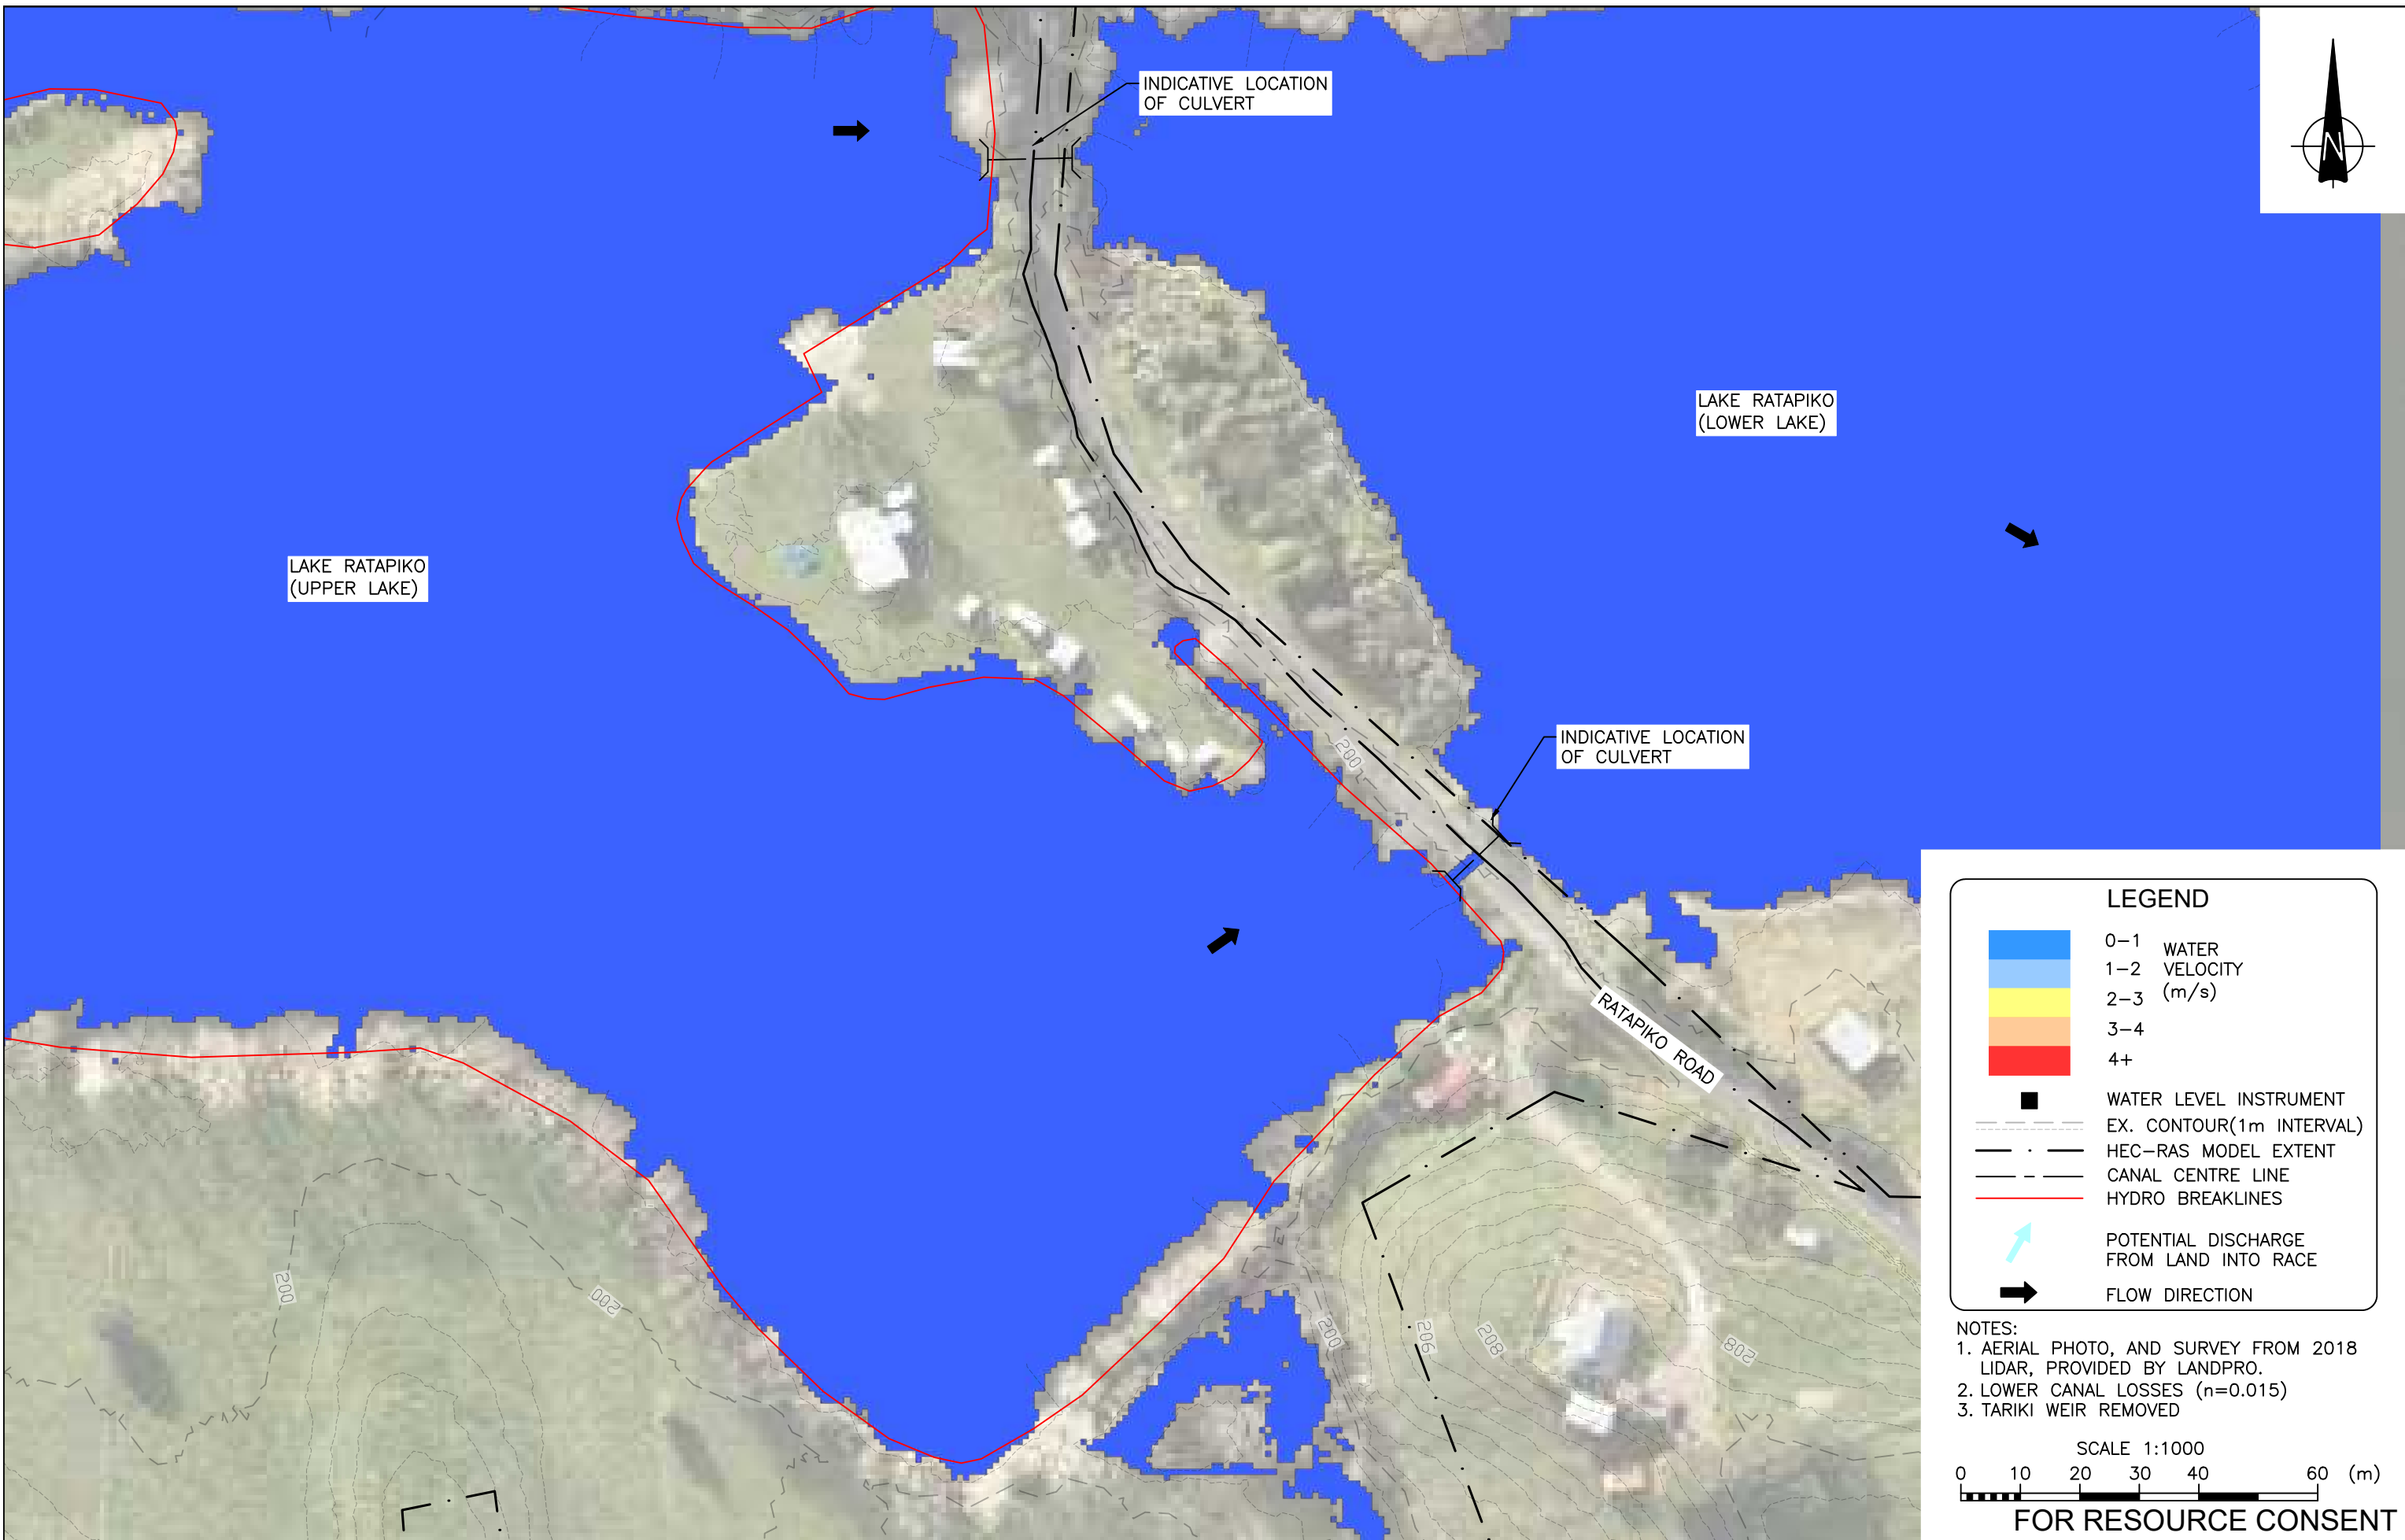 INDICATIVE LOCATION
OF CULVERT
N
LAKE RATAPIKO
(LOWER LAKE)
LAKE RATAPIKO
(UPPER LAKE)
INDICATIVE LOCATION
OF CULVERT
200
RATAPIKO ROAD
200
200
200
206
208
208
LEGEND
0-1
1-2
2-3
3-4
4+
WATER
VELOCITY
(m/s)
WATER LEVEL INSTRUMENT
EX. CONTOUR(1m INTERVAL)
HEC-RAS MODEL EXTENT
CANAL CENTRE LINE
HYDRO BREAKLINES
POTENTIAL DISCHARGE
FROM LAND INTO RACE
FLOW DIRECTION
NOTES:
1. AERIAL PHOTO, AND SURVEY FROM 2018
LIDAR, PROVIDED BY LANDPRO.
2. LOWER CANAL LOSSES (n=0.015)
3. TARIKI WEIR REMOVED
SCALE 1:1000
0 10 20 30 40 60 (m)
FOR RESOURCE CONSENT